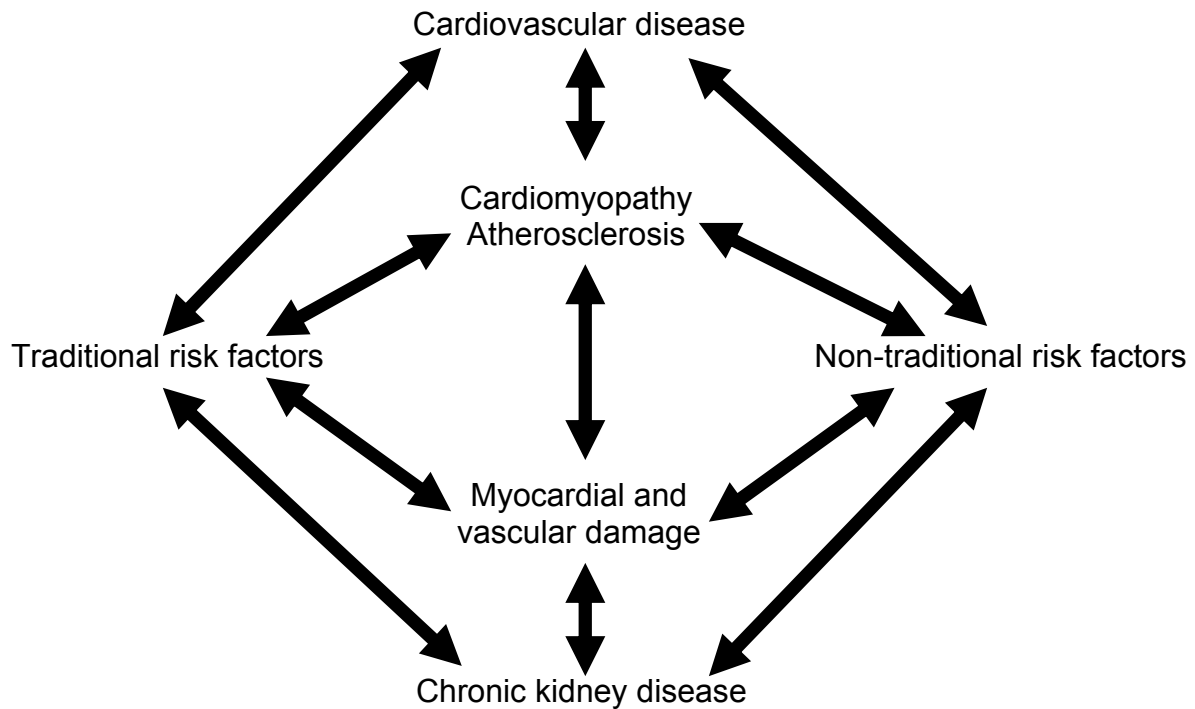 Cardiovascular disease
Cardiomyopathy
Atherosclerosis
Traditional risk factors
Non-traditional risk factors
Myocardial and
vascular damage
Chronic kidney disease